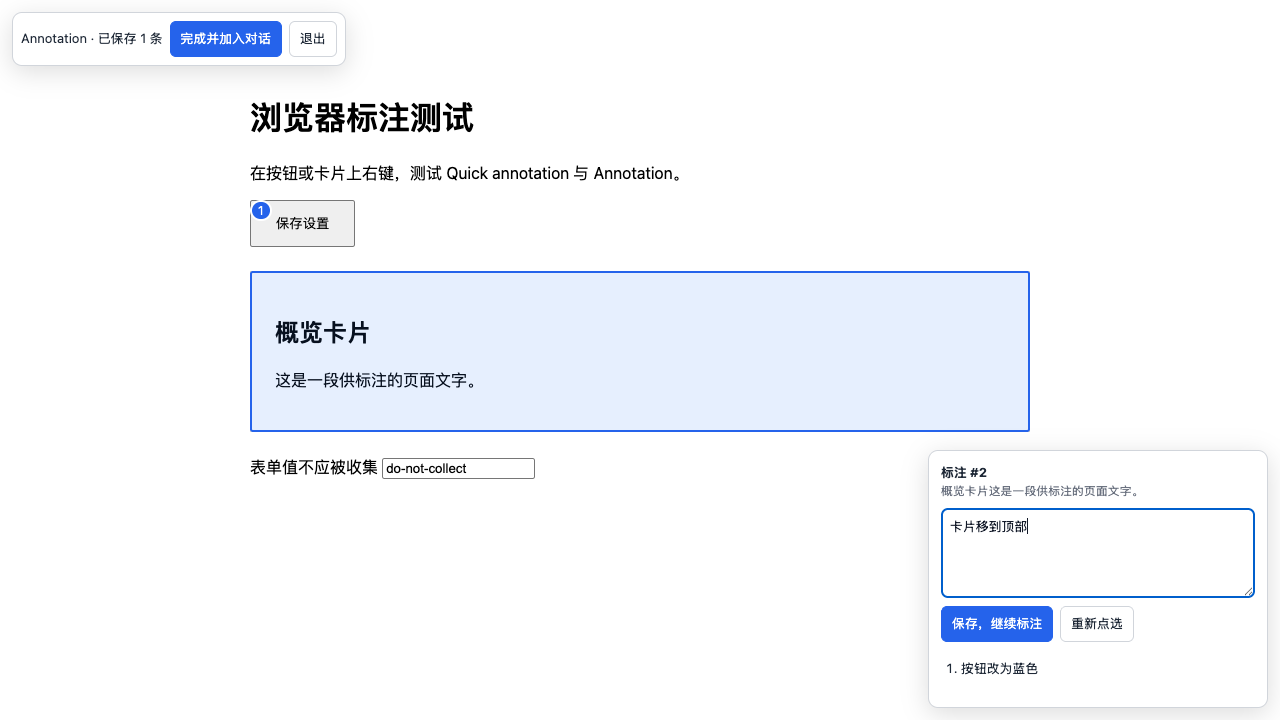 Annotation · 已保存 1 条 完成并加入对话 退出
浏览器标注测试
在按钮或卡片上右键，测试 Quick annotation 与 Annotation。
1 保存设置
概览卡片
这是一段供标注的页面文字。
表单值不应被收集 do-not-collect
标注 #2
概览卡片这是一段供标注的页面文字。
卡片移到顶部
保存，继续标注 重新点选
1. 按钮改为蓝色